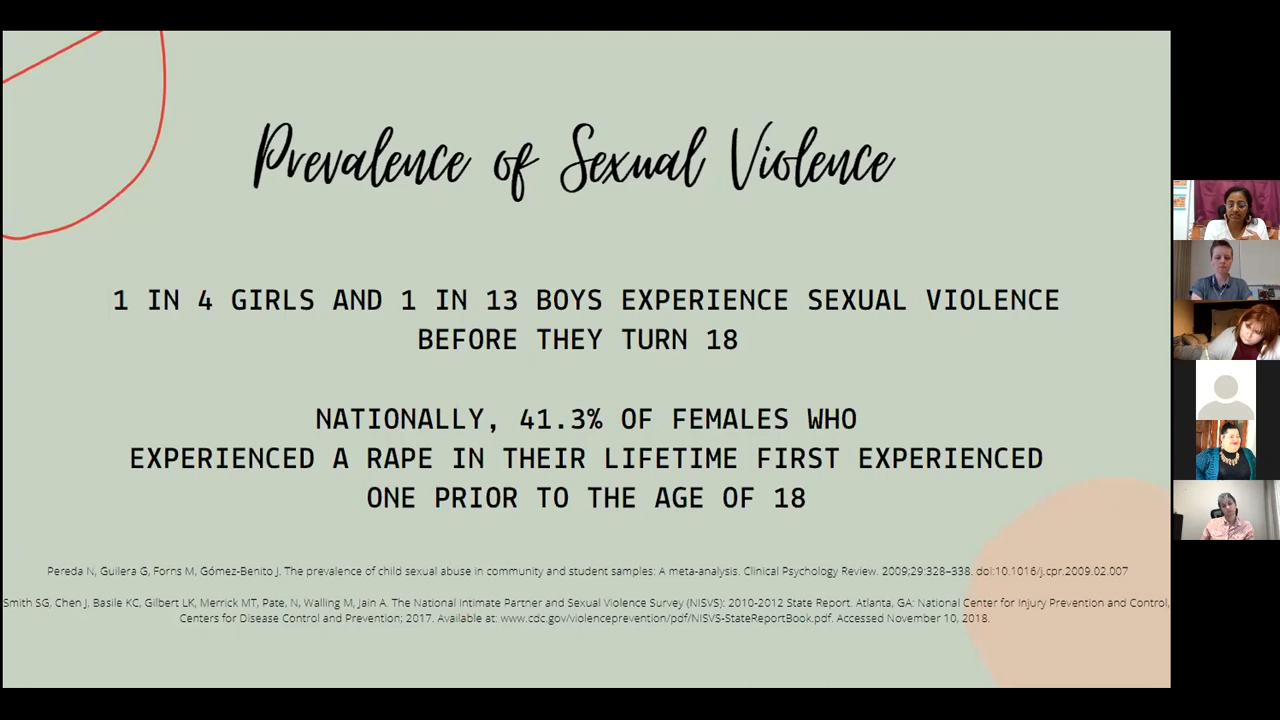 Prevalence of Sexual Violence
1 IN 4 GIRLS AND 1 IN 13 BOYS EXPERIENCE SEXUAL VIOLENCE
BEFORE THEY TURN 18
NATIONALLY, 41.3% OF FEMALES WHO
EXPERIENCED A RAPE IN THEIR LIFETIME FIRST EXPERIENCED
ONE PRIOR TO THE AGE OF 18
Pereda N, Guilera G, Forns M, Gómez-Benito J. The prevalence of child sexual abuse in community and student samples: A meta-analysis. Clinical Psychology Review. 2009;29:328–338. doi:10.1016/j.cpr.2009.02.007
Smith SG, Chen J, Basile KC, Gilbert LK, Merrick MT, Pate, N, Walling M, Jain A. The National Intimate Partner and Sexual Violence Survey (NISVS): 2010-2012 State Report. Atlanta, GA: National Center for Injury Prevention and Control,
Centers for Disease Control and Prevention; 2017. Available at: www.cdc.gov/violenceprevention/pdf/NISVS-StateReportBook.pdf. Accessed November 10, 2018.